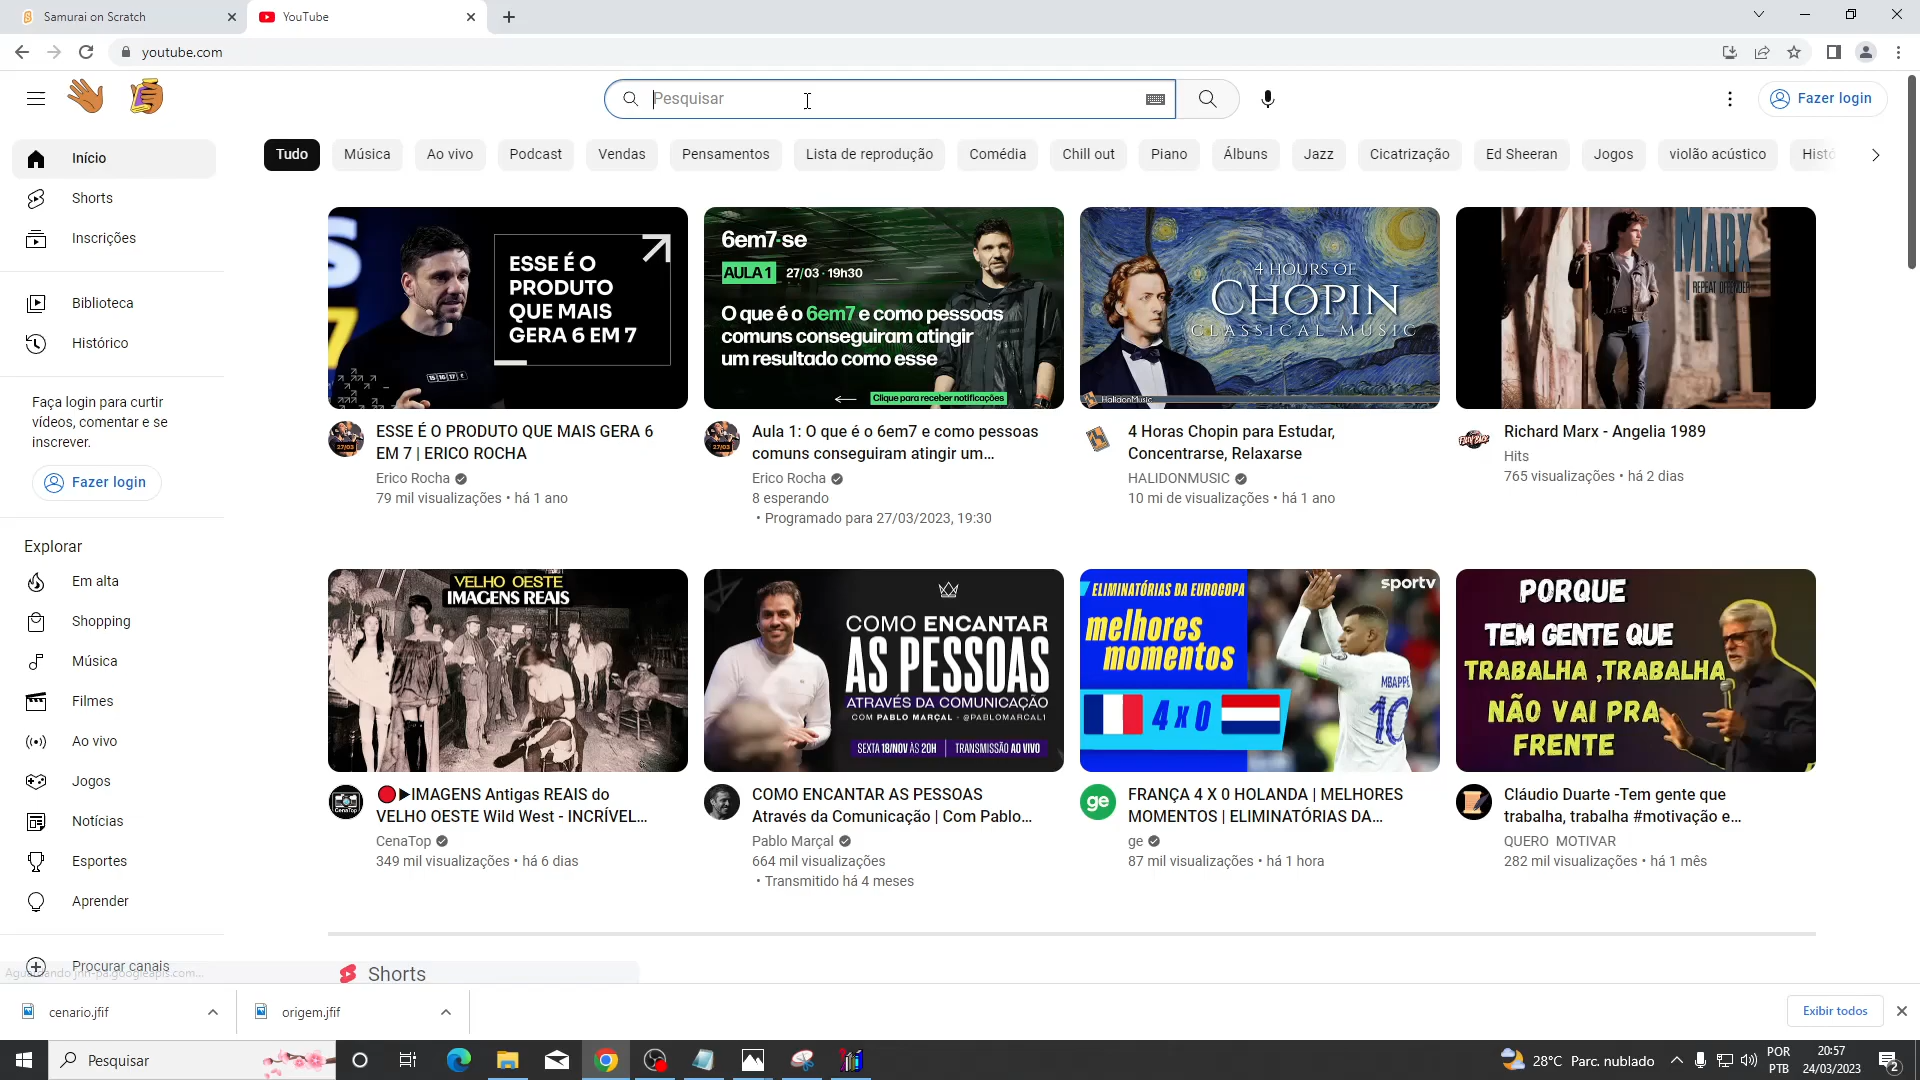 Samurai on Scratch
YouTube
youtube.com
Pesquisar
Fazer login
Tudo
Música
Ao vivo
Podcast
Vendas
Pensamentos
Lista de reprodução
Comédia
Chill out
Piano
Álbuns
Jazz
Cicatrização
Ed Sheeran
Jogos
violão acústico
Histó
Início
Shorts
Inscrições
Biblioteca
Histórico
Faça login para curtir
vídeos, comentar e se
inscrever.
Fazer login
Explorar
Em alta
Shopping
Música
Filmes
Ao vivo
Jogos
Notícias
Esportes
Aprender
Procurar canais
ESSE É O
PRODUTO
QUE MAIS
GERA 6 EM 7
ESSE É O PRODUTO QUE MAIS GERA 6
EM 7 | ERICO ROCHA
Erico Rocha
79 mil visualizações • há 1 ano
6em7-se
AULA 1 27/03 · 19h30
O que é o 6em7 e como pessoas
comuns conseguiram atingir
um resultado como esse
Clique para receber notificações
Aula 1: O que é o 6em7 e como pessoas
comuns conseguiram atingir um...
Erico Rocha
8 esperando
• Programado para 27/03/2023, 19:30
4 HOURS OF
CHOPIN
CLASSICAL MUSIC
HalidonMusic
4 Horas Chopin para Estudar,
Concentrarse, Relaxarse
HALIDONMUSIC
10 mi de visualizações • há 1 ano
MARX
REPEAT OFFENDER
Richard Marx - Angelia 1989
Hits
765 visualizações • há 2 dias
VELHO OESTE
IMAGENS REAIS
🔴▶IMAGENS Antigas REAIS do
VELHO OESTE Wild West - INCRÍVEL...
CenaTop
349 mil visualizações • há 6 dias
COMO ENCANTAR
AS PESSOAS
ATRAVÉS DA COMUNICAÇÃO
COM PABLO MARÇAL - @PABLOMARCAL1
SEXTA 18/NOV ÀS 20H | TRANSMISSÃO AO VIVO
COMO ENCANTAR AS PESSOAS
Através da Comunicação | Com Pablo...
Pablo Marçal
664 mil visualizações
• Transmitido há 4 meses
ELIMINATÓRIAS DA EUROCOPA
sportv
melhores
momentos
4 x 0
MBAPPÉ
10
FRANÇA 4 X 0 HOLANDA | MELHORES
MOMENTOS | ELIMINATÓRIAS DA...
ge
87 mil visualizações • há 1 hora
PORQUE
TEM GENTE QUE
TRABALHA ,TRABALHA
NÃO VAI PRA
FRENTE
Cláudio Duarte -Tem gente que
trabalha, trabalha #motivação e...
QUERO MOTIVAR
282 mil visualizações • há 1 mês
Shorts
cenario.jfif
origem.jfif
Exibir todos
Pesquisar
28°C Parc. nublado
POR
PTB
20:57
24/03/2023
2